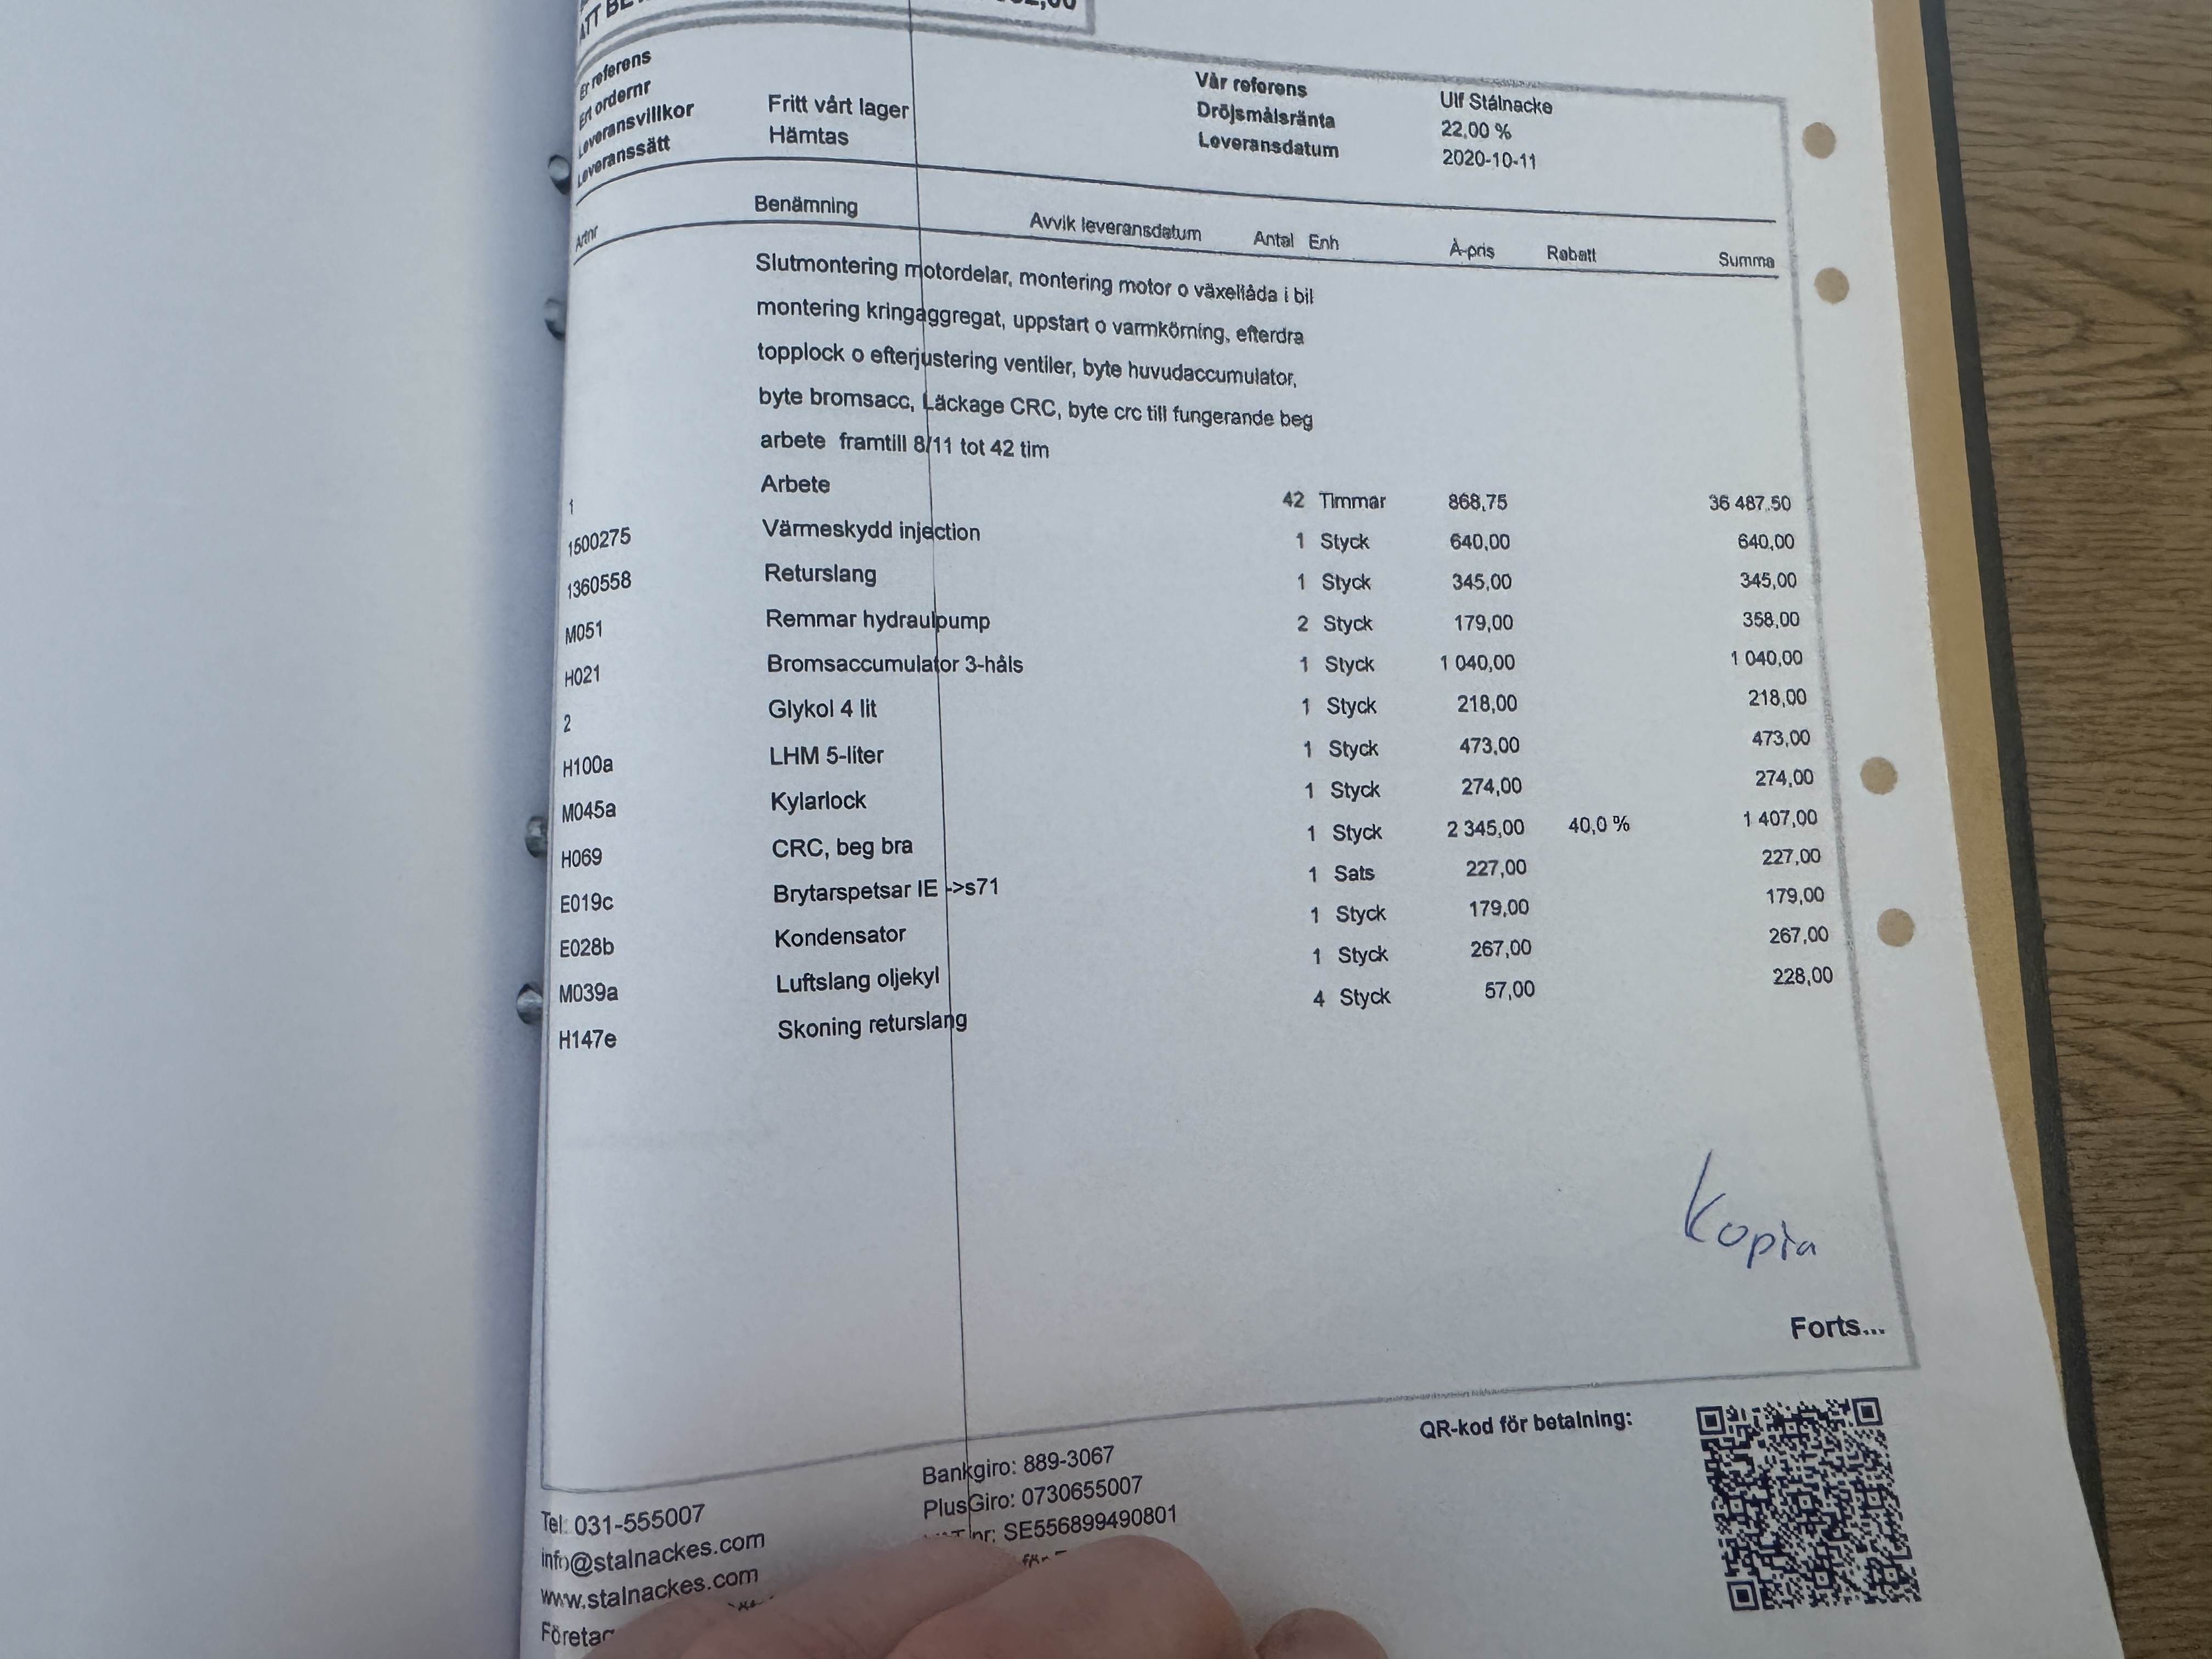 ATT BE
Er referens
Ert ordernr
Leveransvillkor Fritt vårt lager
Leveranssätt Hämtas
Vår referens Ulf Stålnacke
Dröjsmålsränta 22,00 %
Leveransdatum 2020-10-11
Artnr Benämning Avvik leveransdatum Antal Enh À-pris Rabatt Summa
Slutmontering motordelar, montering motor o växellåda i bil
montering kringaggregat, uppstart o varmkörning, efterdra
topplock o efterjustering ventiler, byte huvudaccumulator,
byte bromsacc, Läckage CRC, byte crc till fungerande beg
arbete framtill 8/11 tot 42 tim
1 Arbete 42 Timmar 868,75 36 487,50
1500275 Värmeskydd injection 1 Styck 640,00 640,00
1360558 Returslang 1 Styck 345,00 345,00
M051 Remmar hydraulpump 2 Styck 179,00 358,00
H021 Bromsaccumulator 3-håls 1 Styck 1 040,00 1 040,00
2 Glykol 4 lit 1 Styck 218,00 218,00
H100a LHM 5-liter 1 Styck 473,00 473,00
M045a Kylarlock 1 Styck 274,00 274,00
H069 CRC, beg bra 1 Styck 2 345,00 40,0 % 1 407,00
E019c Brytarspetsar IE ->s71 1 Sats 227,00 227,00
E028b Kondensator 1 Styck 179,00 179,00
M039a Luftslang oljekyl 1 Styck 267,00 267,00
H147e Skoning returslang 4 Styck 57,00 228,00
Kopia
Forts...
QR-kod för betalning:
Tel: 031-555007
info@stalnackes.com
www.stalnackes.com
Företag
Bankgiro: 889-3067
PlusGiro: 0730655007
nr: SE556899490801